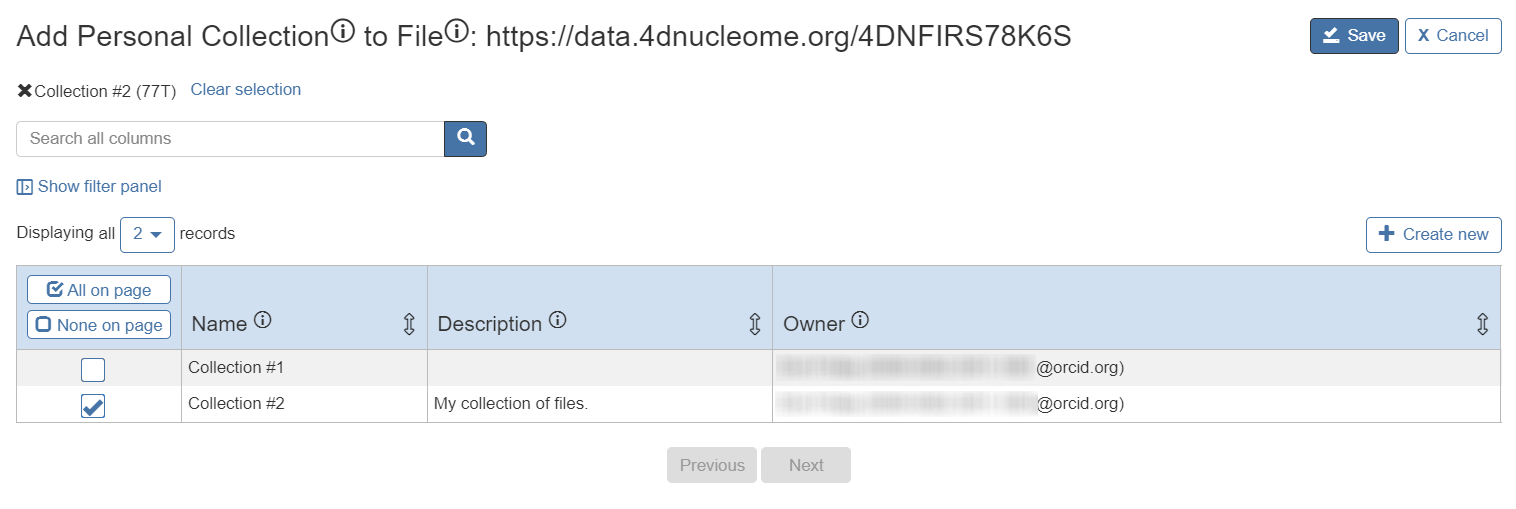 Add Personal Collection to File: https://data.4dnucleome.org/4DNFIRS78K6S
Save
X Cancel
Collection #2 (77T) Clear selection
Search all columns
Show filter panel
Displaying all 2 records
Create new
All on page
None on page
Name
Description
Owner
Collection #1
@orcid.org)
Collection #2
My collection of files.
@orcid.org)
Previous
Next